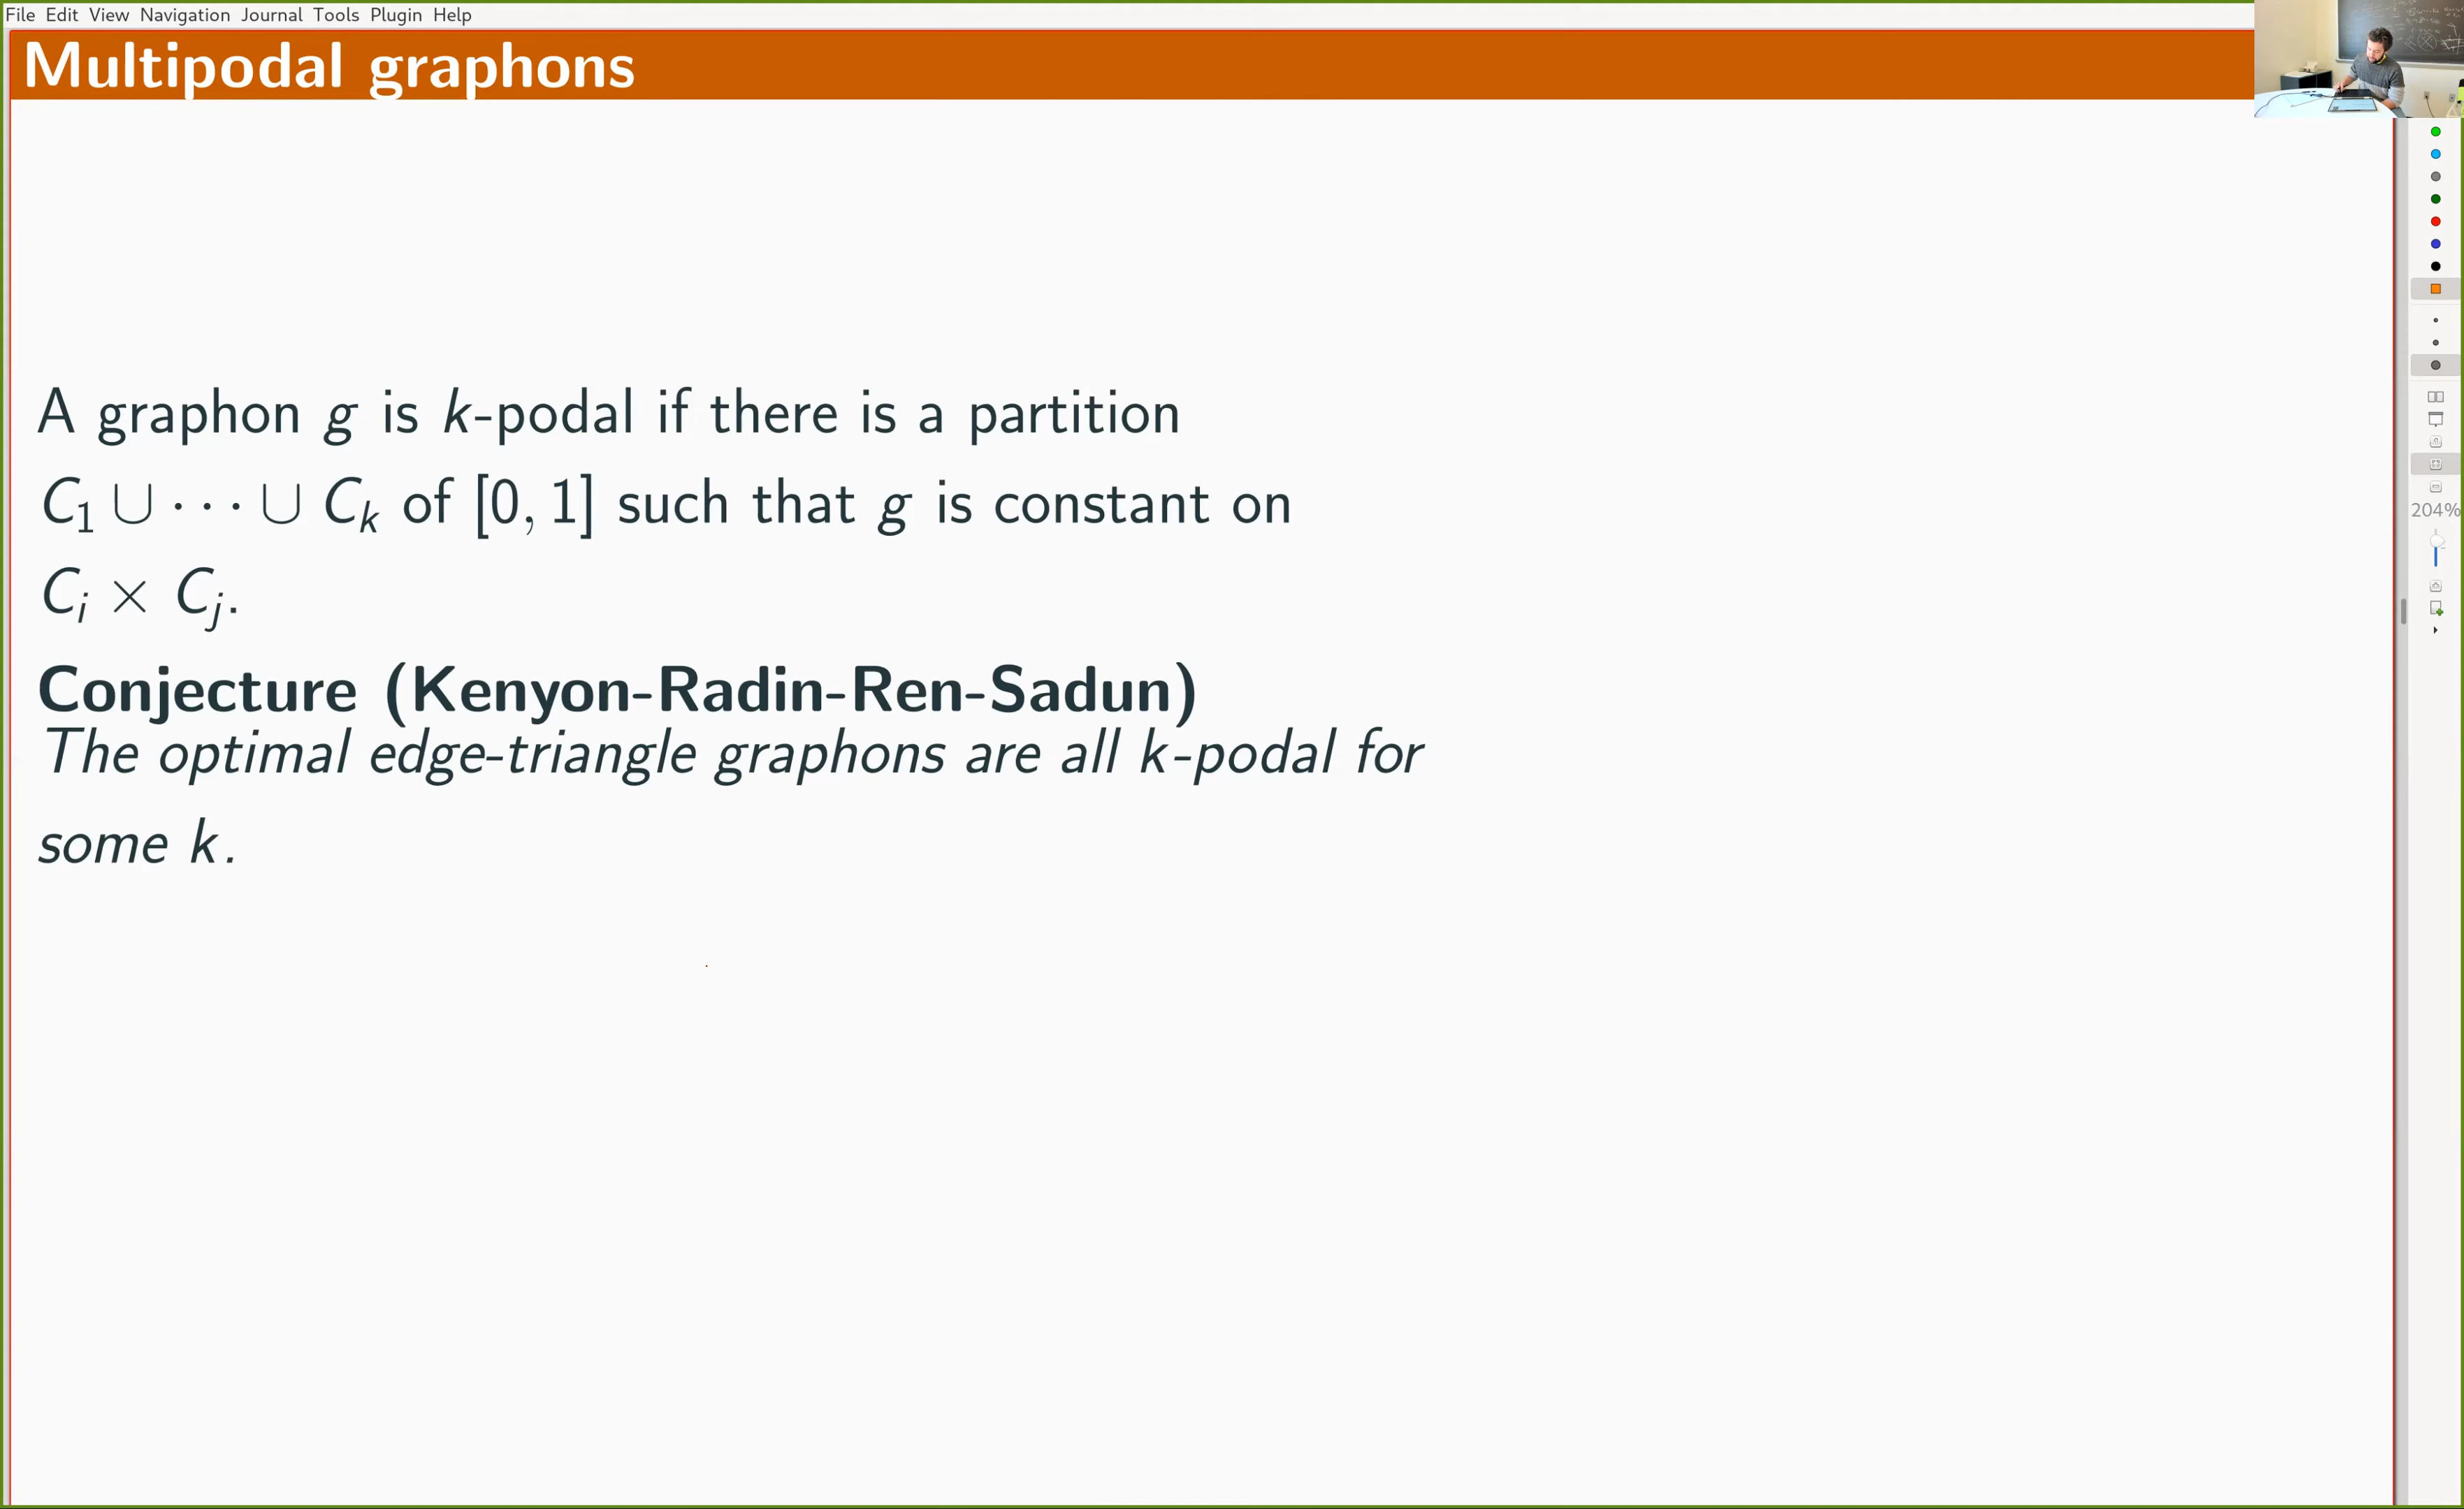 File Edit View Navigation Journal Tools Plugin Help
Multipodal graphons
A graphon g is k-podal if there is a partition
C₁ ∪ ⋯ ∪ Cₖ of [0, 1] such that g is constant on
Cᵢ × Cⱼ.
Conjecture (Kenyon-Radin-Ren-Sadun)
The optimal edge-triangle graphons are all k-podal for
some k.
204%